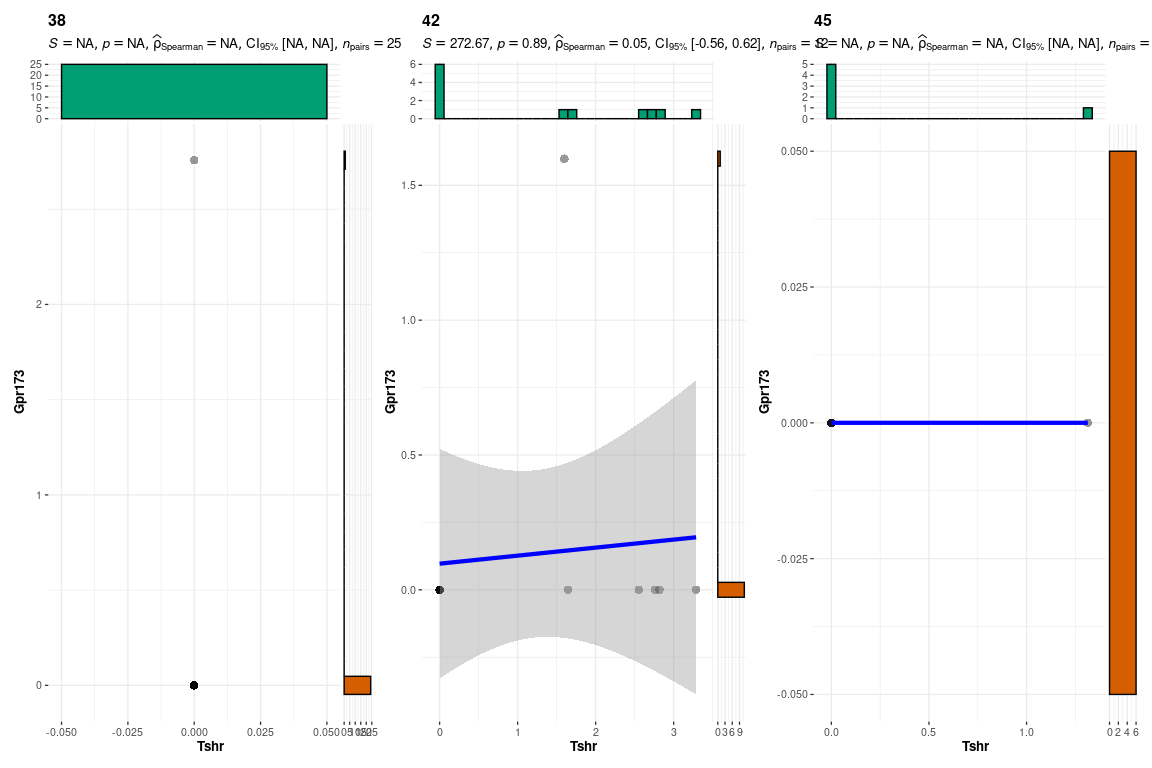 38
S = NA, p = NA, ρ̂Spearman = NA, CI95% [NA, NA], npairs = 25
25
20
15
10
5
0
2
1
0
Gpr173
-0.050 -0.025 0.000 0.025 0.050
Tshr
42
S = 272.67, p = 0.89, ρ̂Spearman = 0.05, CI95% [-0.56, 0.62], npairs = 12
6
4
2
0
1.5
1.0
0.5
0.0
Gpr173
0 1 2 3
0 3 6 9
Tshr
45
S = NA, p = NA, ρ̂Spearman = NA, CI95% [NA, NA], npairs =
5
4
3
2
1
0
0.050
0.025
0.000
-0.025
-0.050
Gpr173
0.0 0.5 1.0
0 2 4 6
Tshr